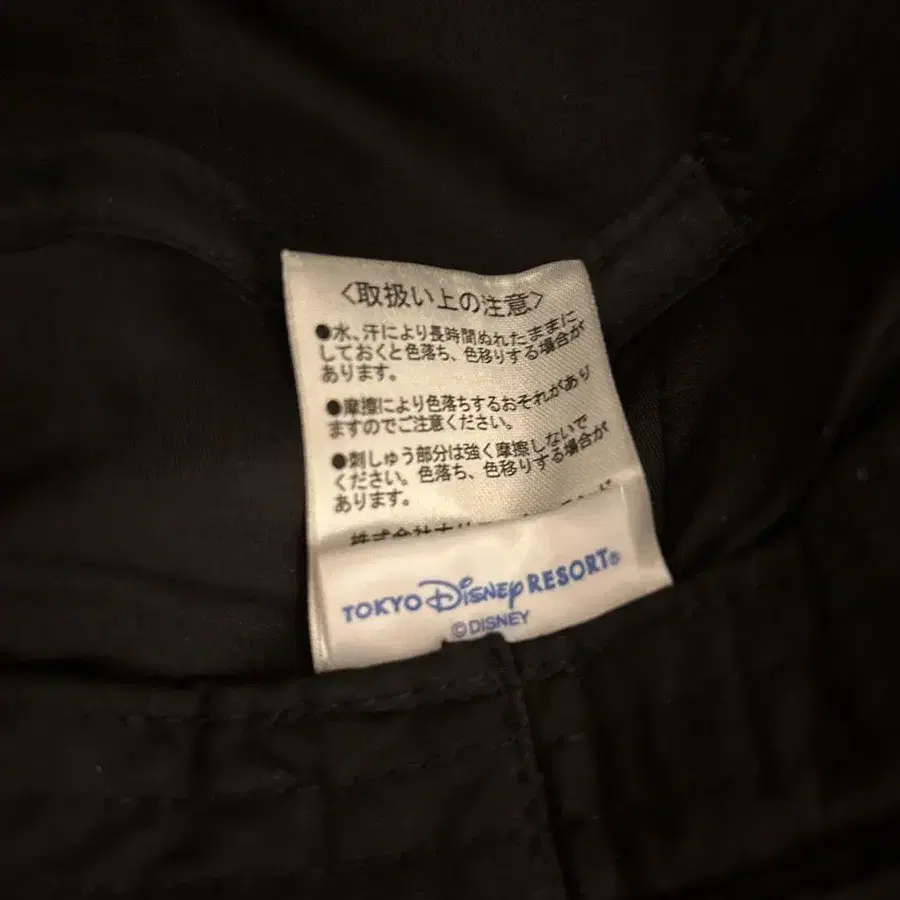 〈取扱い上の注意〉
●水、汗により長時間ぬれたままに
しておくと色落ち、色移りする場合が
あります。
●摩擦により色落ちするおそれがあり
ますのでご注意ください。
●刺しゅう部分は強く摩擦しないで
ください。色落ち、色移りする場合が
あります。
株式会社
TOKYO Disney RESORT®
©DISNEY